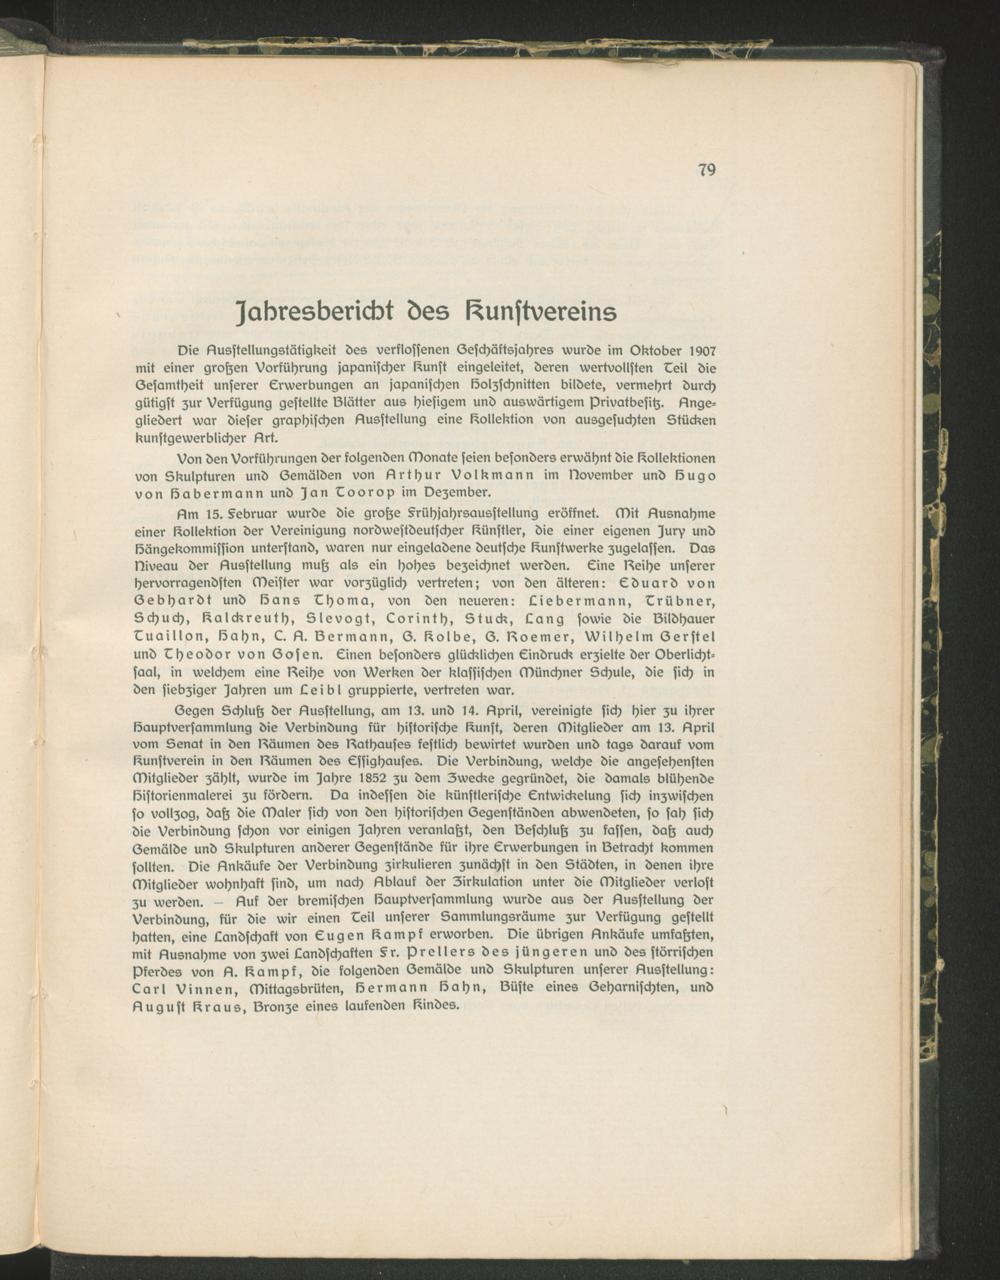 79
Jahresbericht des Kunstvereins
Die Ausstellungstätigkeit des verflossenen Geschäftsjahres wurde im Oktober 1907
mit einer großen Vorführung japanischer Kunst eingeleitet, deren wertvollsten Teil die
Gesamtheit unserer Erwerbungen an japanischen Holzschnitten bildete, vermehrt durch
gütigst zur Verfügung gestellte Blätter aus hiesigem und auswärtigem Privatbesitz. Ange-
gliedert war dieser graphischen Ausstellung eine Kollektion von ausgesuchten Stücken
kunstgewerblicher Art.
Von den Vorführungen der folgenden Monate seien besonders erwähnt die Kollektionen
von Skulpturen und Gemälden von Arthur Volkmann im November und Hugo
von Habermann und Jan Toorop im Dezember.
Am 15. Februar wurde die große Frühjahrsausstellung eröffnet. Mit Ausnahme
einer Kollektion der Vereinigung nordwestdeutscher Künstler, die einer eigenen Jury und
Hängekommission unterstand, waren nur eingeladene deutsche Kunstwerke zugelassen. Das
Niveau der Ausstellung muß als ein hohes bezeichnet werden. Eine Reihe unserer
hervorragendsten Meister war vorzüglich vertreten; von den älteren: Eduard von
Gebhardt und Hans Thoma, von den neueren: Liebermann, Trübner,
Schuch, Kalckreuth, Slevogt, Corinth, Stuck, Lang sowie die Bildhauer
Tuaillon, Hahn, C. A. Bermann, G. Kolbe, G. Roemer, Wilhelm Gerstel
und Theodor von Gosen. Einen besonders glücklichen Eindruck erzielte der Oberlicht-
saal, in welchem eine Reihe von Werken der klassischen Münchner Schule, die sich in
den siebziger Jahren um Leibl gruppierte, vertreten war.
Gegen Schluß der Ausstellung, am 13. und 14. April, vereinigte sich hier zu ihrer
Hauptversammlung die Verbindung für historische Kunst, deren Mitglieder am 13. April
vom Senat in den Räumen des Rathauses festlich bewirtet wurden und tags darauf vom
Kunstverein in den Räumen des Essighauses. Die Verbindung, welche die angesehensten
Mitglieder zählt, wurde im Jahre 1852 zu dem Zwecke gegründet, die damals blühende
Historienmalerei zu fördern. Da indessen die künstlerische Entwickelung sich inzwischen
so vollzog, daß die Maler sich von den historischen Gegenständen abwendeten, so sah sich
die Verbindung schon vor einigen Jahren veranlaßt, den Beschluß zu fassen, daß auch
Gemälde und Skulpturen anderer Gegenstände für ihre Erwerbungen in Betracht kommen
sollten. Die Ankäufe der Verbindung zirkulieren zunächst in den Städten, in denen ihre
Mitglieder wohnhaft sind, um nach Ablauf der Zirkulation unter die Mitglieder verlost
zu werden. — Auf der bremischen Hauptversammlung wurde aus der Ausstellung der
Verbindung, für die wir einen Teil unserer Sammlungsräume zur Verfügung gestellt
hatten, eine Landschaft von Eugen Kampf erworben. Die übrigen Ankäufe umfaßten,
mit Ausnahme von zwei Landschaften Fr. Prellers des jüngeren und des störrischen
Pferdes von A. Kampf, die folgenden Gemälde und Skulpturen unserer Ausstellung:
Carl Vinnen, Mittagsbrüten, Hermann Hahn, Büste eines Geharnischten, und
August Kraus, Bronze eines laufenden Kindes.